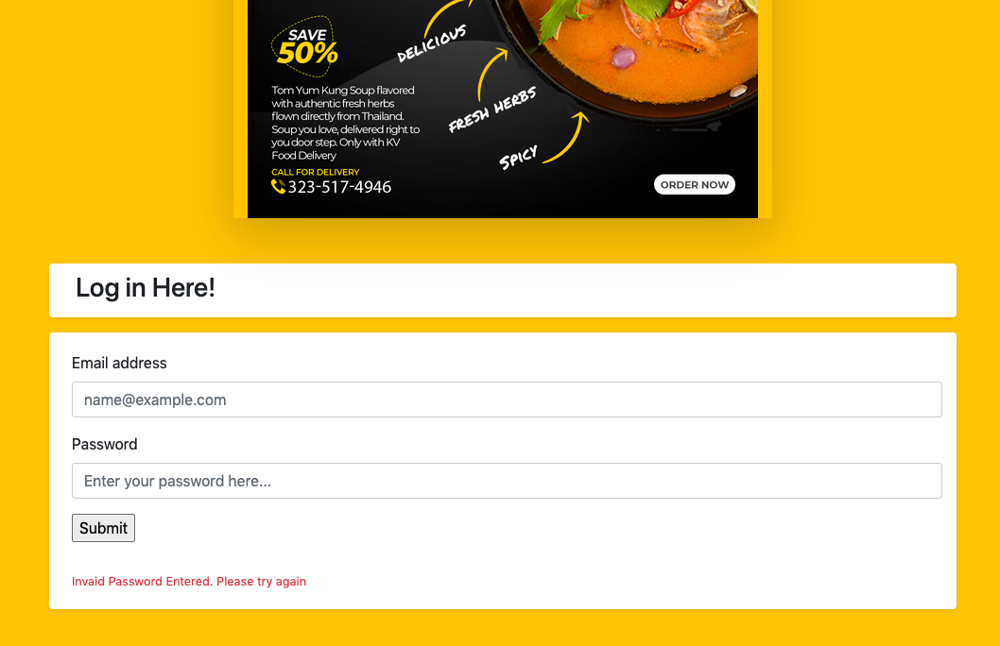 SAVE
50%
DELICIOUS
FRESH HERBS
SPICY
Tom Yum Kung Soup flavored
with authentic fresh herbs
flown directly from Thailand.
Soup you love, delivered right to
you door step. Only with KV
Food Delivery
CALL FOR DELIVERY
323-517-4946
ORDER NOW
Log in Here!
Email address
name@example.com
Password
Enter your password here...
Submit
Invaid Password Entered. Please try again